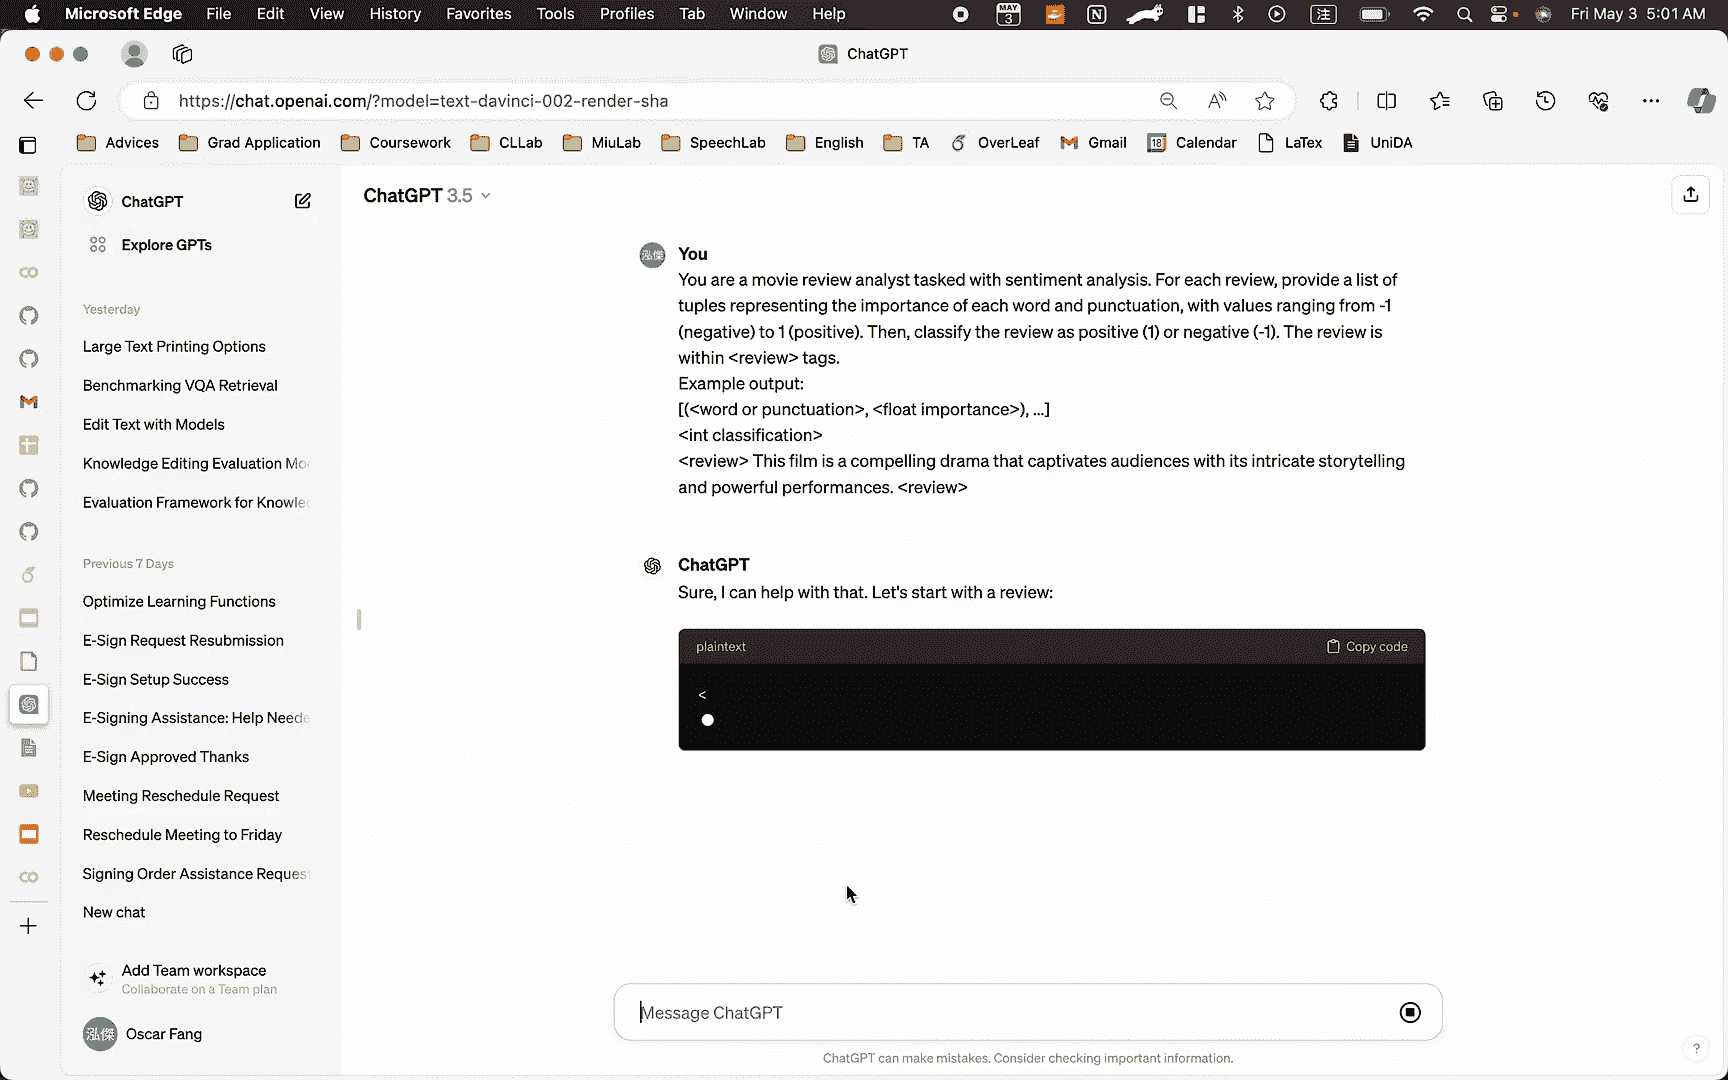 Microsoft Edge File Edit View History Favorites Tools Profiles Tab Window Help MAY 3 注 Fri May 3 5:01 AM
ChatGPT
https://chat.openai.com/?model=text-davinci-002-render-sha
Advices Grad Application Coursework CLLab MiuLab SpeechLab English TA OverLeaf Gmail 18 Calendar LaTex UniDA
ChatGPT
Explore GPTs
Yesterday
Large Text Printing Options
Benchmarking VQA Retrieval
Edit Text with Models
Knowledge Editing Evaluation Mo
Evaluation Framework for Knowle
Previous 7 Days
Optimize Learning Functions
E-Sign Request Resubmission
E-Sign Setup Success
E-Signing Assistance: Help Neede
E-Sign Approved Thanks
Meeting Reschedule Request
Reschedule Meeting to Friday
Signing Order Assistance Reques
New chat
Add Team workspace
Collaborate on a Team plan
泓傑 Oscar Fang
ChatGPT 3.5
泓傑 You
You are a movie review analyst tasked with sentiment analysis. For each review, provide a list of
tuples representing the importance of each word and punctuation, with values ranging from -1
(negative) to 1 (positive). Then, classify the review as positive (1) or negative (-1). The review is
within <review> tags.
Example output:
[(<word or punctuation>, <float importance>), ...]
<int classification>
<review> This film is a compelling drama that captivates audiences with its intricate storytelling
and powerful performances. <review>
ChatGPT
Sure, I can help with that. Let's start with a review:
plaintext Copy code
<
Message ChatGPT
ChatGPT can make mistakes. Consider checking important information.
?